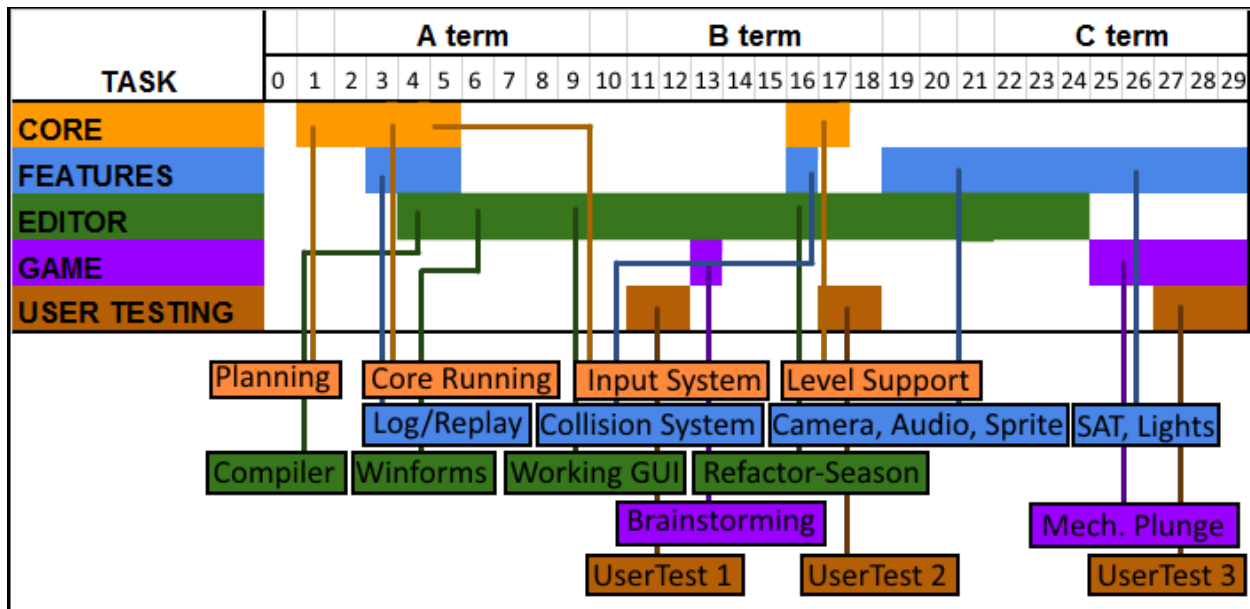 A term B term C term
TASK 0 1 2 3 4 5 6 7 8 9 10 11 12 13 14 15 16 17 18 19 20 21 22 23 24 25 26 27 28 29
CORE
FEATURES
EDITOR
GAME
USER TESTING
Planning Core Running Input System Level Support
Log/Replay Collision System Camera, Audio, Sprite SAT, Lights
Compiler Winforms Working GUI Refactor-Season
Brainstorming Mech. Plunge
UserTest 1 UserTest 2 UserTest 3